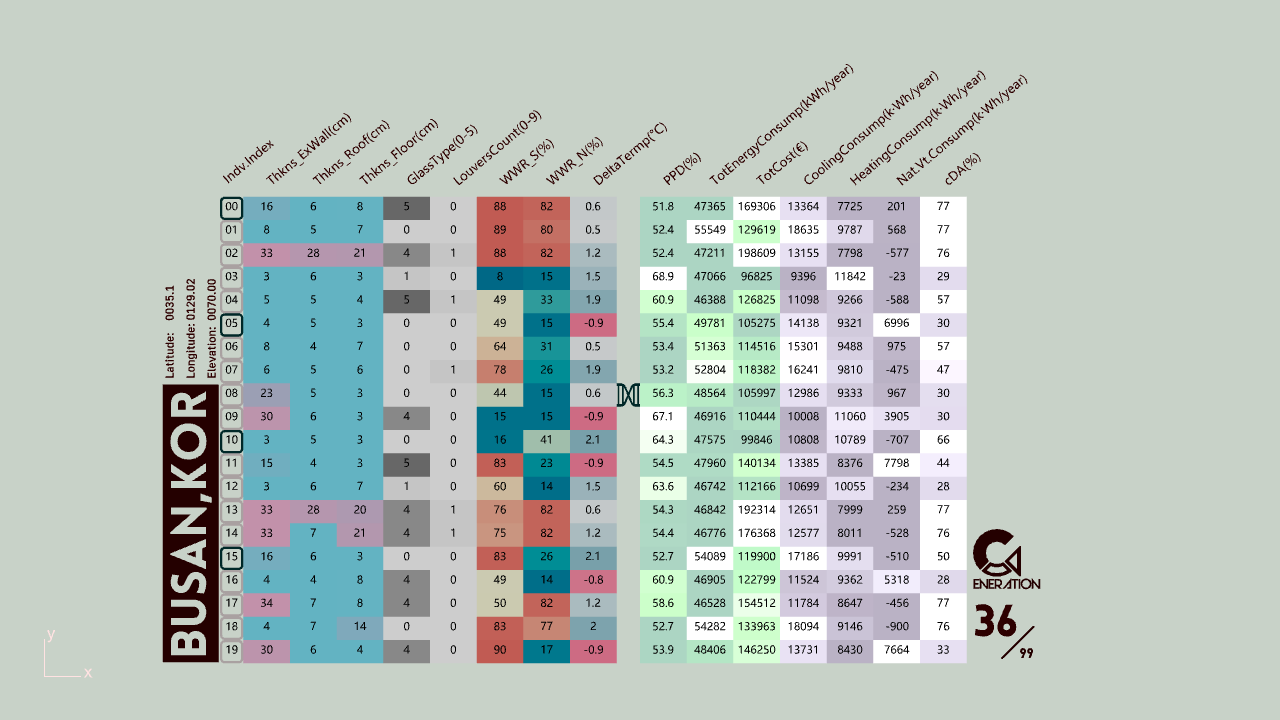 Indv.Index Thkns_ExWall(cm) Thkns_Roof(cm) Thkns_Floor(cm) GlassType(0-5) LouversCount(0-9) WWR_S(%) WWR_N(%) DeltaTermp(°C) PPD(%) TotEnergyConsump(kWh/year) TotCost(€) CoolingConsump(k·Wh/year) HeatingConsump(k·Wh/year) Nat.Vt.Consump(k·Wh/year) cDA(%)
00 16 6 8 5 0 88 82 0.6 51.8 47365 169306 13364 7725 201 77
01 8 5 7 0 0 89 80 0.5 52.4 55549 129619 18635 9787 568 77
02 33 28 21 4 1 88 82 1.2 52.4 47211 198609 13155 7798 -577 76
03 3 6 3 1 0 8 15 1.5 68.9 47066 96825 9396 11842 -23 29
04 5 5 4 5 1 49 33 1.9 60.9 46388 126825 11098 9266 -588 57
05 4 5 3 0 0 49 15 -0.9 55.4 49781 105275 14138 9321 6996 30
06 8 4 7 0 0 64 31 0.5 53.4 51363 114516 15301 9488 975 57
07 6 5 6 0 1 78 26 1.9 53.2 52804 118382 16241 9810 -475 47
08 23 5 3 0 0 44 15 0.6 56.3 48564 105997 12986 9333 967 30
09 30 6 3 4 0 15 15 -0.9 67.1 46916 110444 10008 11060 3905 30
10 3 5 3 0 0 16 41 2.1 64.3 47575 99846 10808 10789 -707 66
11 15 4 3 5 0 83 23 -0.9 54.5 47960 140134 13385 8376 7798 44
12 3 6 7 1 0 60 14 1.5 63.6 46742 112166 10699 10055 -234 28
13 33 28 20 4 1 76 82 0.6 54.3 46842 192314 12651 7999 259 77
14 33 7 21 4 1 75 82 1.2 54.4 46776 176368 12577 8011 -528 76
15 16 6 3 0 0 83 26 2.1 52.7 54089 119900 17186 9991 -510 50
16 4 4 8 4 0 49 14 -0.8 60.9 46905 122799 11524 9362 5318 28
17 34 7 8 4 0 50 82 1.2 58.6 46528 154512 11784 8647 -456 77
18 4 7 14 0 0 83 77 2 52.7 54282 133963 18094 9146 -900 76
19 30 6 4 4 0 90 17 -0.9 53.9 48406 146250 13731 8430 7664 33
Latitude: 0035.1
Longitude: 0129.02
Elevation: 0070.00
BUSAN,KOR
ENERATION
36/99
y
x